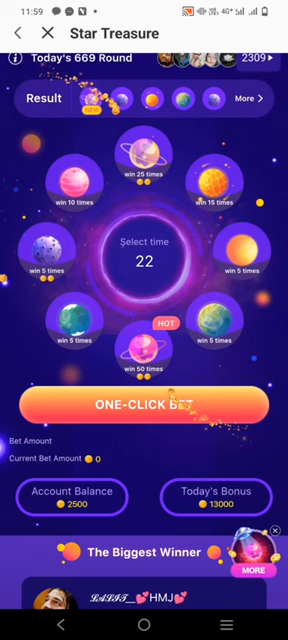 11:59
4G+
Star Treasure
Today's 669 Round
2309
Result
NEW
More
win 25 times
win 10 times
win 15 times
Select time
22
win 5 times
win 5 times
HOT
win 5 times
win 5 times
win 50 times
ONE-CLICK BET
Bet Amount
Current Bet Amount 0
Account Balance
2500
Today's Bonus
13000
The Biggest Winner
MORE
𝓛𝓐𝓛𝓘𝓣__💕HMJ💕